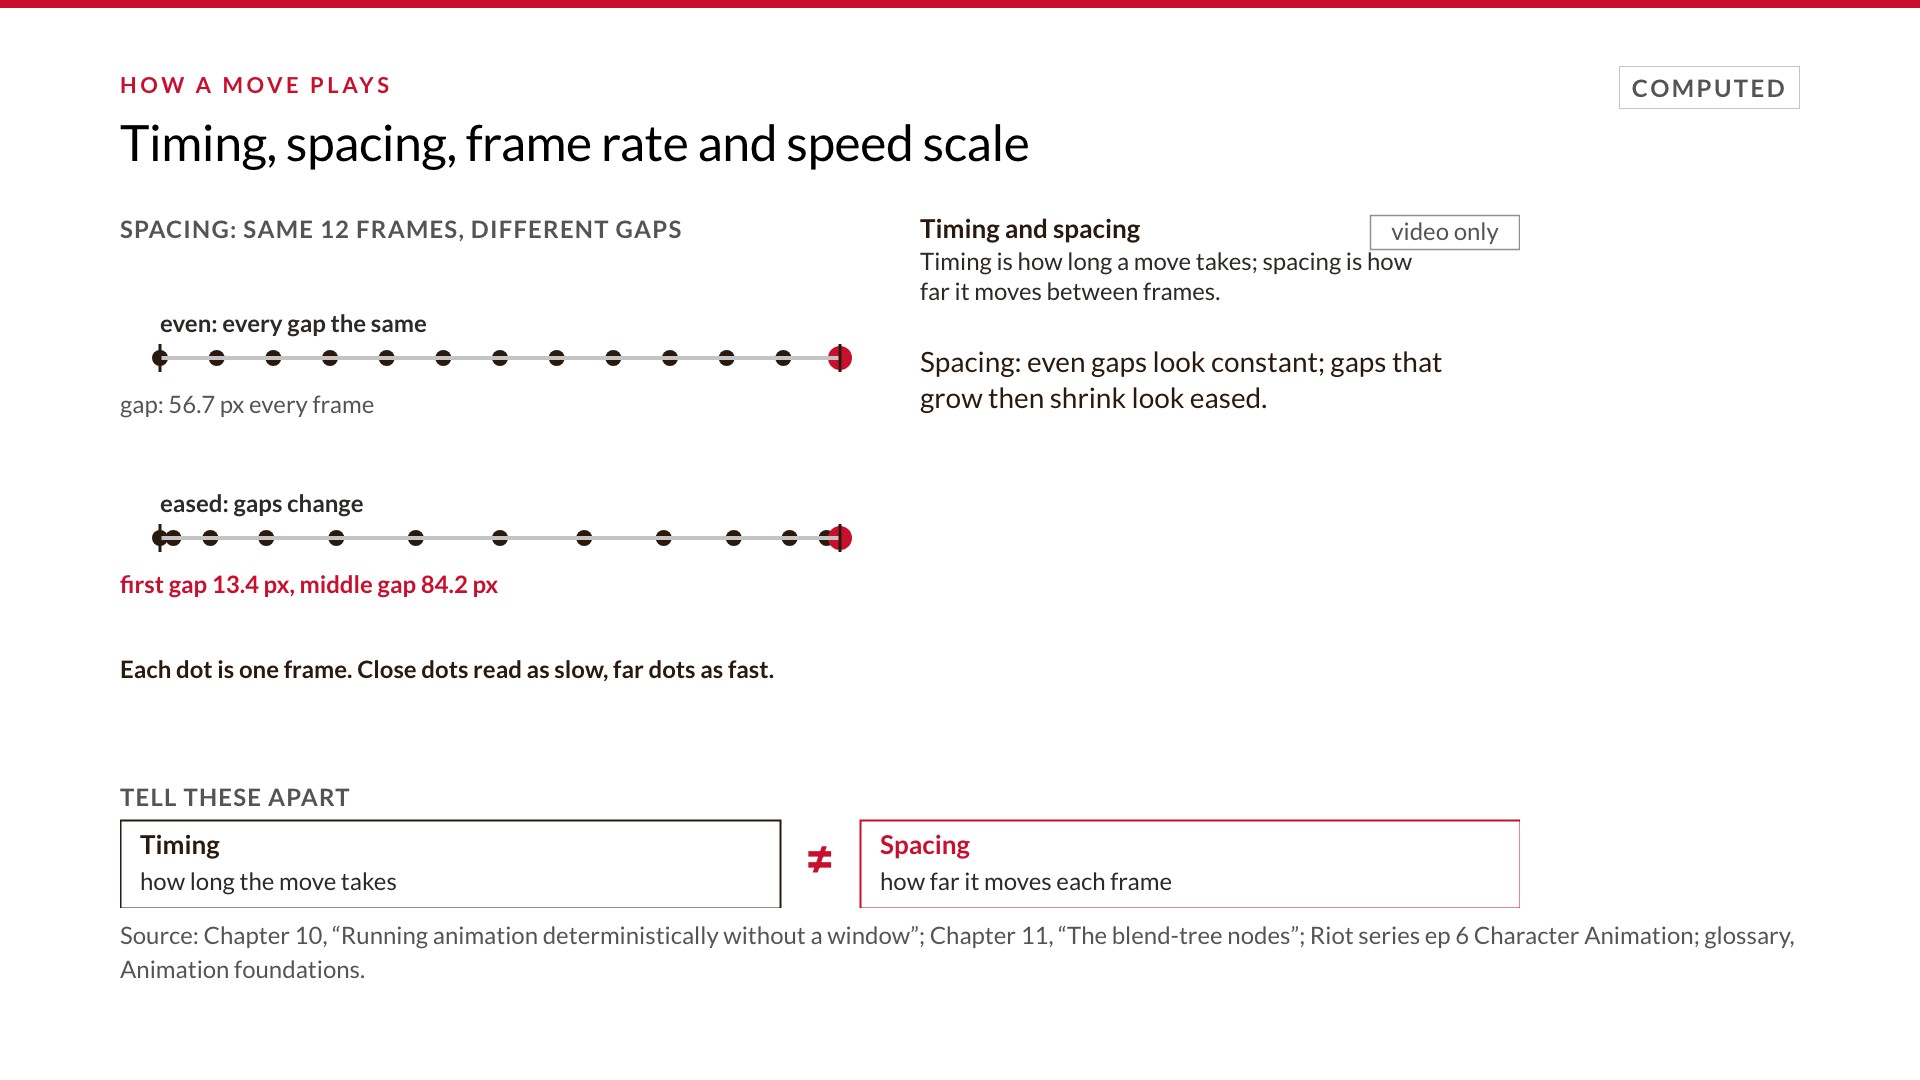 HOW A MOVE PLAYS
COMPUTED
Timing, spacing, frame rate and speed scale
SPACING: SAME 12 FRAMES, DIFFERENT GAPS
even: every gap the same
gap: 56.7 px every frame
eased: gaps change
first gap 13.4 px, middle gap 84.2 px
Each dot is one frame. Close dots read as slow, far dots as fast.
Timing and spacing
video only
Timing is how long a move takes; spacing is how
far it moves between frames.
Spacing: even gaps look constant; gaps that
grow then shrink look eased.
TELL THESE APART
Timing
how long the move takes
≠
Spacing
how far it moves each frame
Source: Chapter 10, “Running animation deterministically without a window”; Chapter 11, “The blend-tree nodes”; Riot series ep 6 Character Animation; glossary,
Animation foundations.